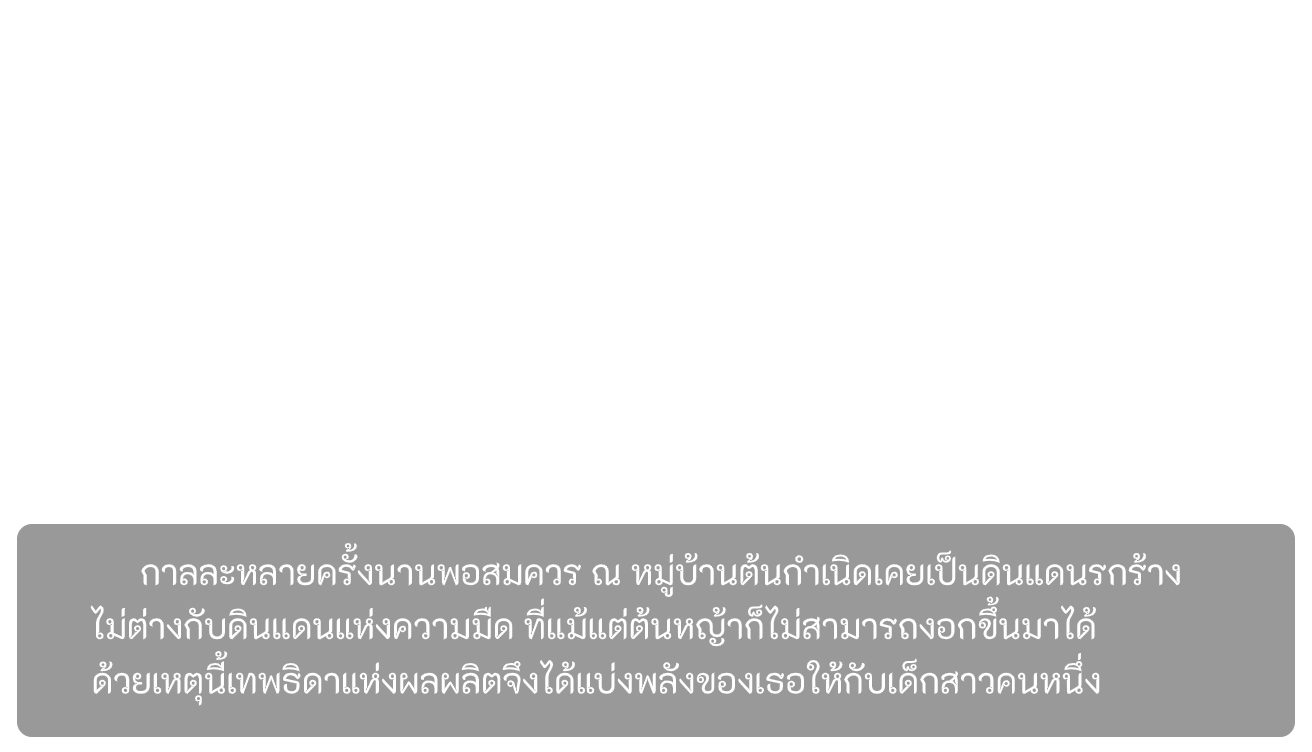 กาลละหลายครั้งนานพอสมควร ณ หมู่บ้านต้นกำเนิดเคยเป็นดินแดนรกร้าง
ไม่ต่างกับดินแดนแห่งความมืด ที่แม้แต่ต้นหญ้าก็ไม่สามารถงอกขึ้นมาได้
ด้วยเหตุนี้เทพธิดาแห่งผลผลิตจึงได้แบ่งพลังของเธอให้กับเด็กสาวคนหนึ่ง